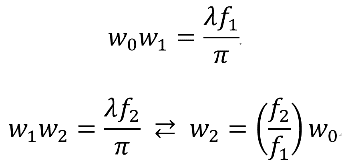 w₀w₁ = λf₁/π
w₁w₂ = λf₂/π ⇄ w₂ = (f₂/f₁) w₀